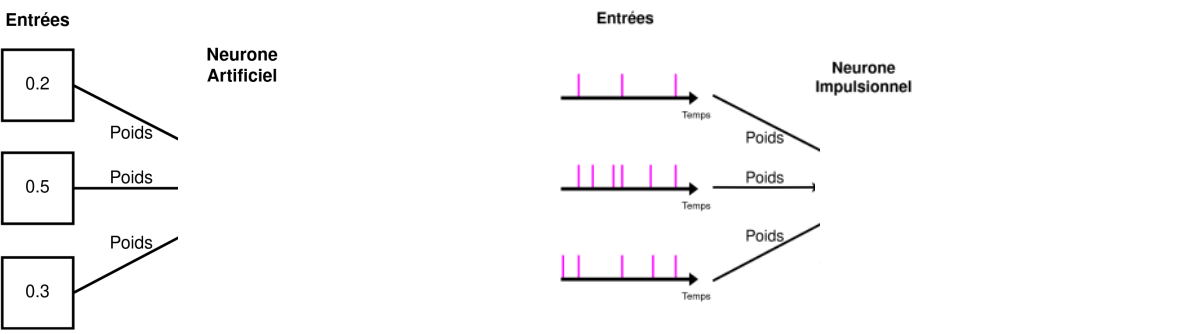 Entrées
Neurone
Artificiel
0.2
Poids
0.5
Poids
0.3
Poids
Entrées
Neurone
Impulsionnel
Temps
Poids
Temps
Poids
Temps
Poids